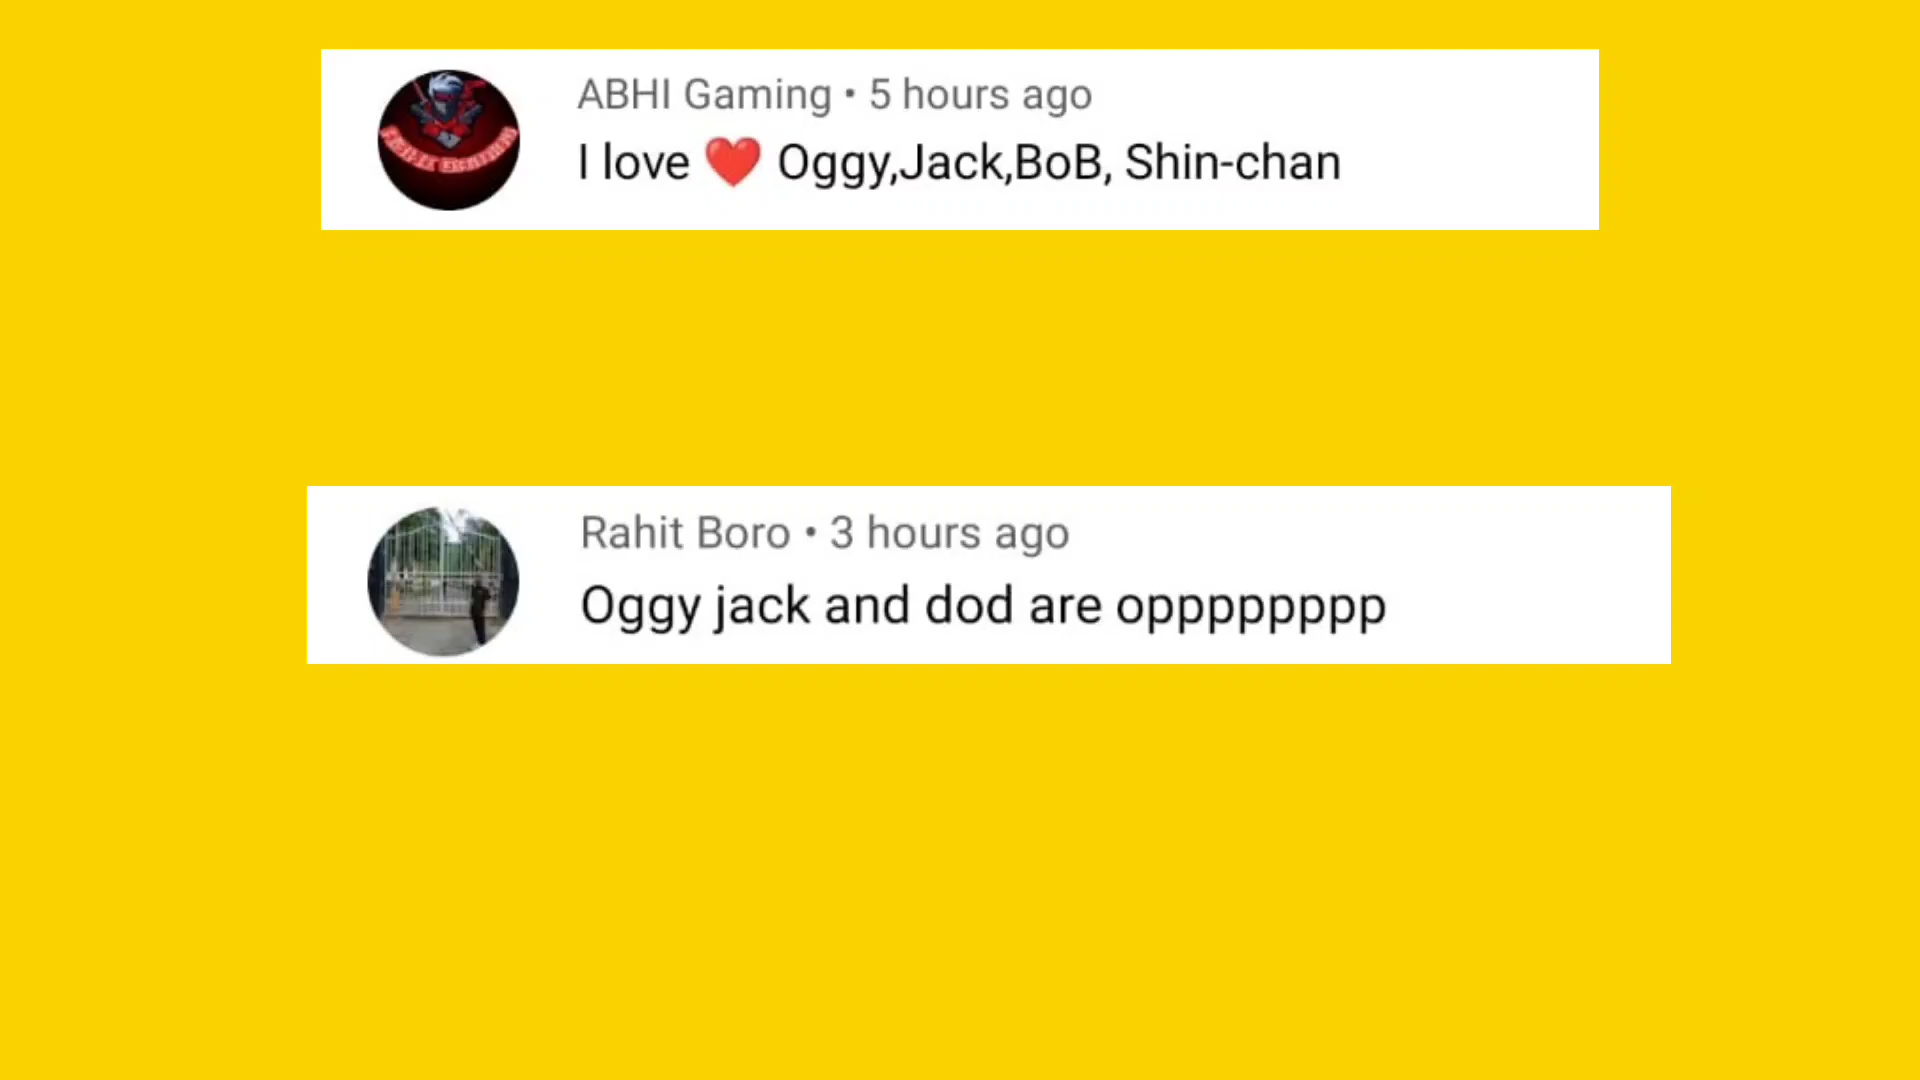 ABHI Gaming • 5 hours ago
I love ❤️ Oggy,Jack,BoB, Shin-chan
Rahit Boro • 3 hours ago
Oggy jack and dod are opppppppp